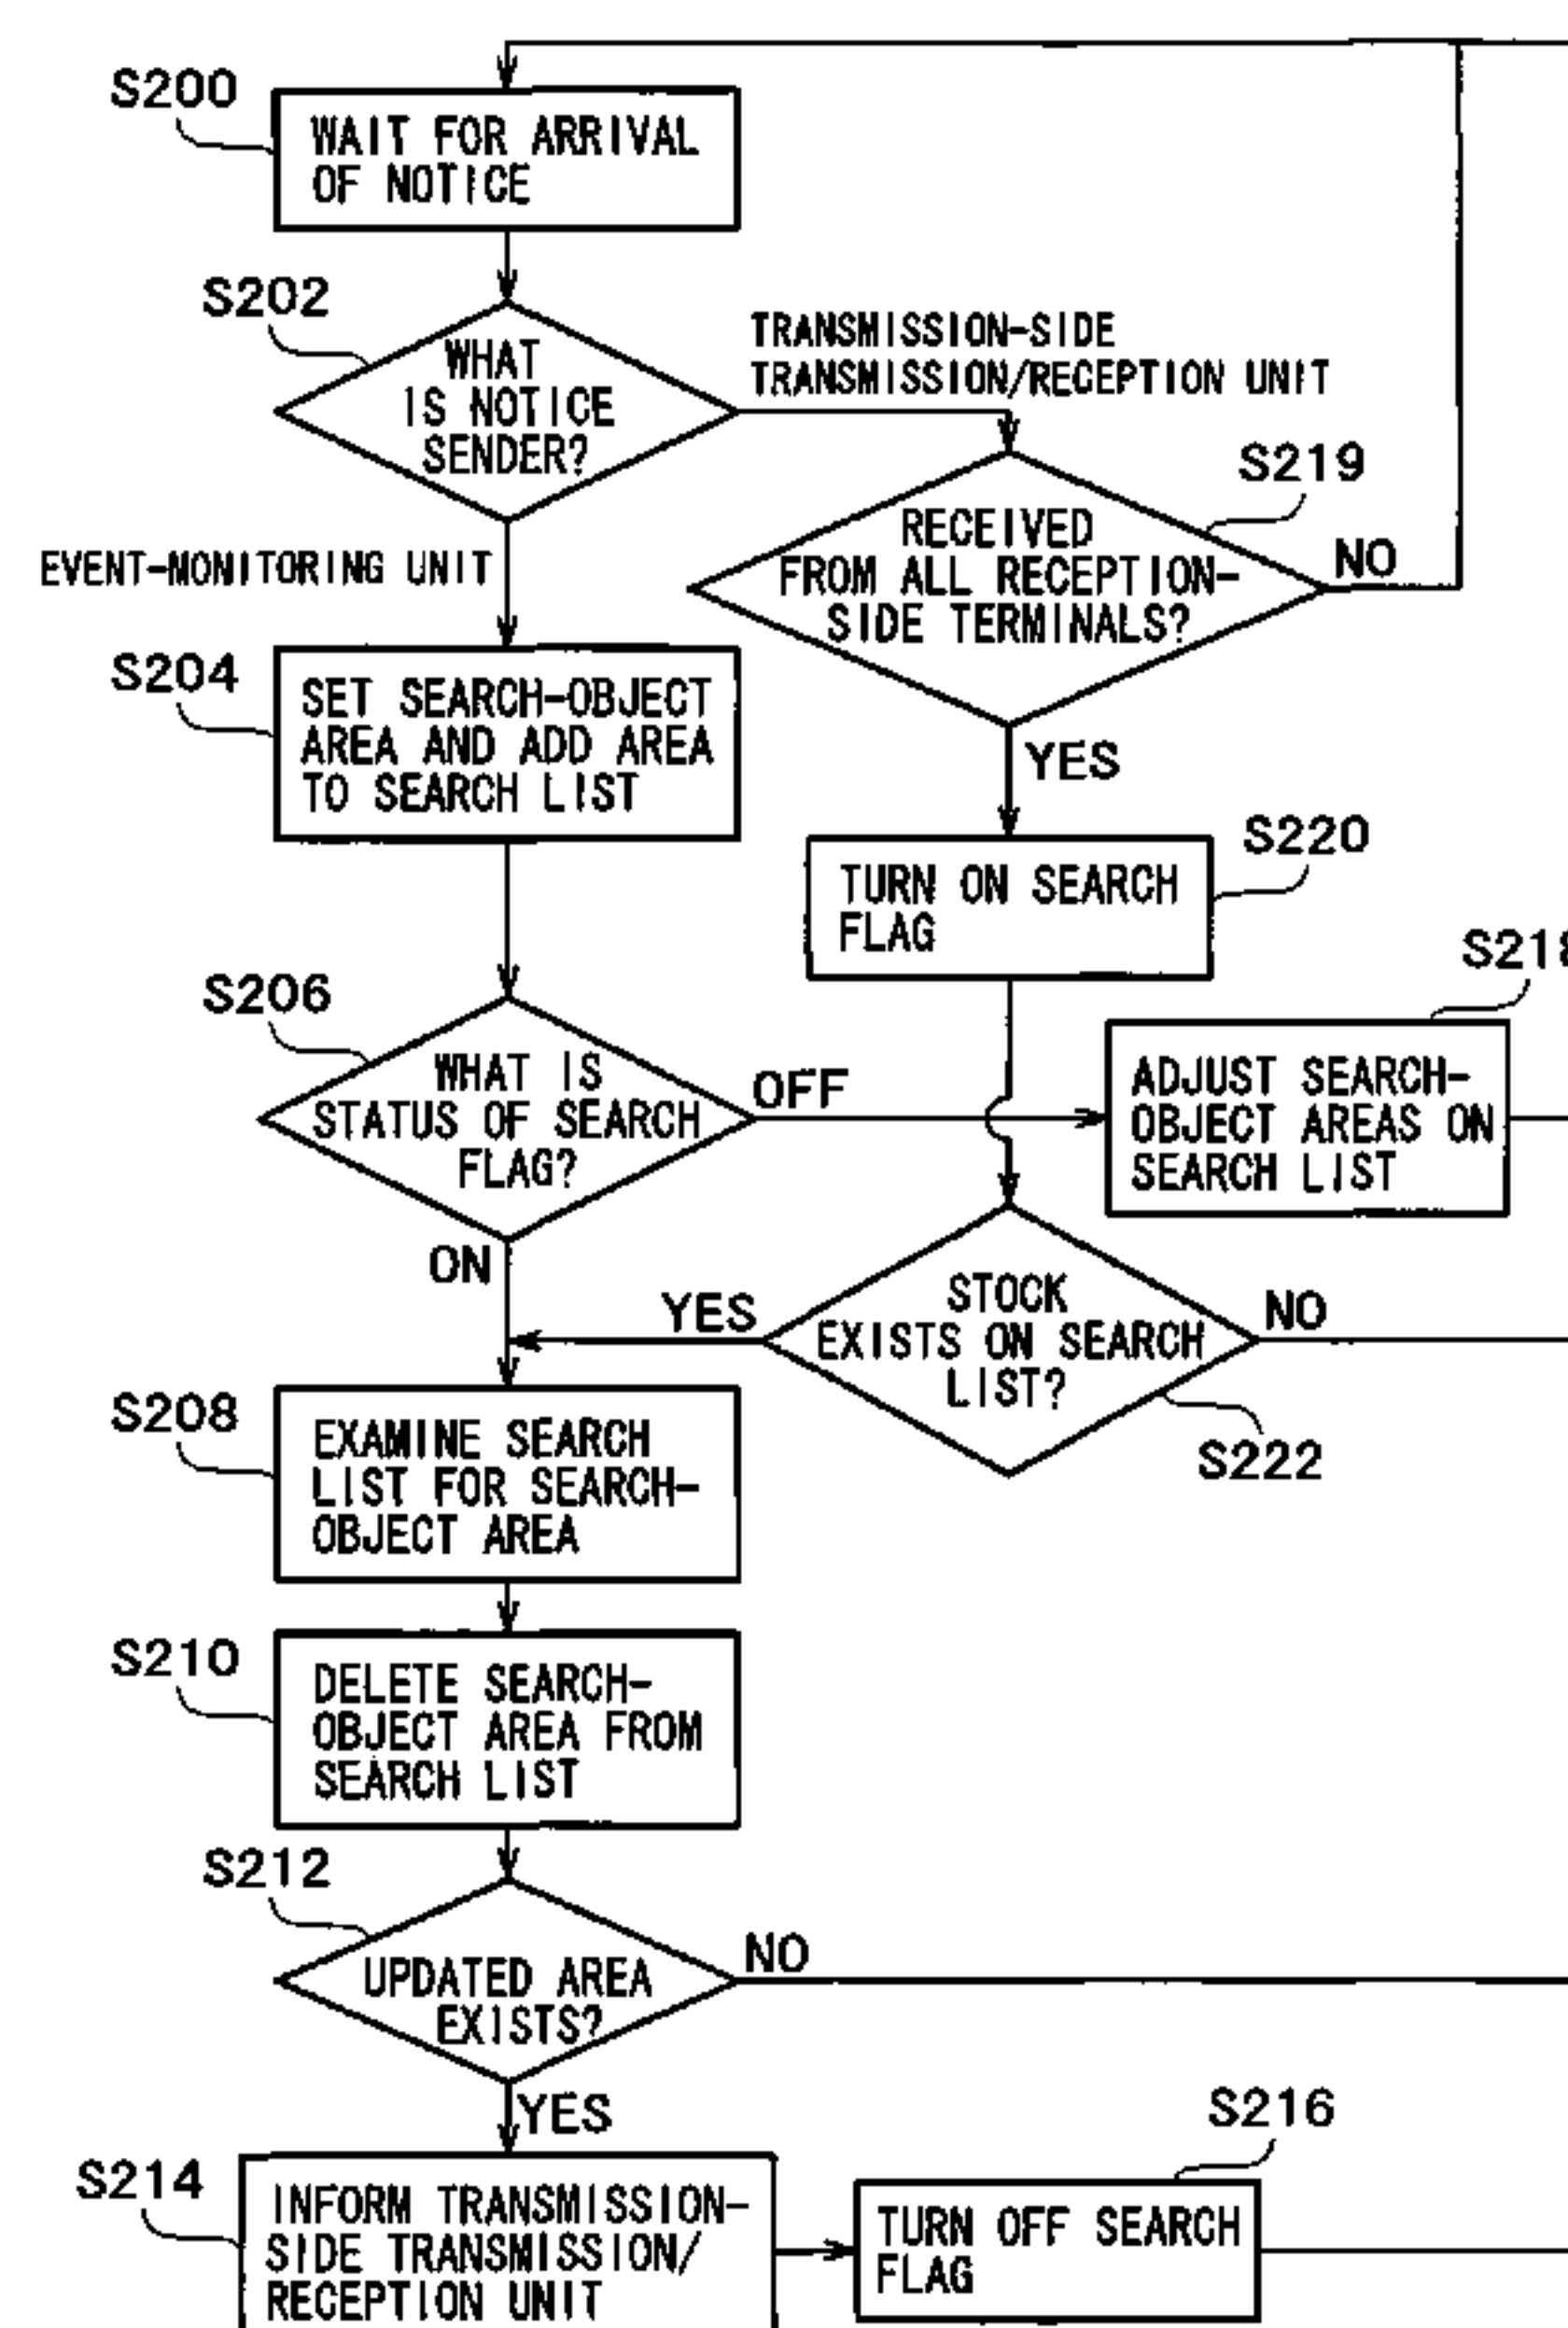 S200
WAIT FOR ARRIVAL
OF NOTICE
S202
WHAT
IS NOTICE
SENDER?
TRANSMISSION-SIDE
TRANSMISSION/RECEPTION UNIT
EVENT-MONITORING UNIT
S219
RECEIVED
FROM ALL RECEPTION-
SIDE TERMINALS?
NO
YES
S204
SET SEARCH-OBJECT
AREA AND ADD AREA
TO SEARCH LIST
S220
TURN ON SEARCH
FLAG
S206
WHAT IS
STATUS OF SEARCH
FLAG?
OFF
ON
S218
ADJUST SEARCH-
OBJECT AREAS ON
SEARCH LIST
STOCK
EXISTS ON SEARCH
LIST?
YES
NO
S222
S208
EXAMINE SEARCH
LIST FOR SEARCH-
OBJECT AREA
S210
DELETE SEARCH-
OBJECT AREA FROM
SEARCH LIST
S212
UPDATED AREA
EXISTS?
NO
YES
S214
INFORM TRANSMISSION-
SIDE TRANSMISSION/
RECEPTION UNIT
S216
TURN OFF SEARCH
FLAG